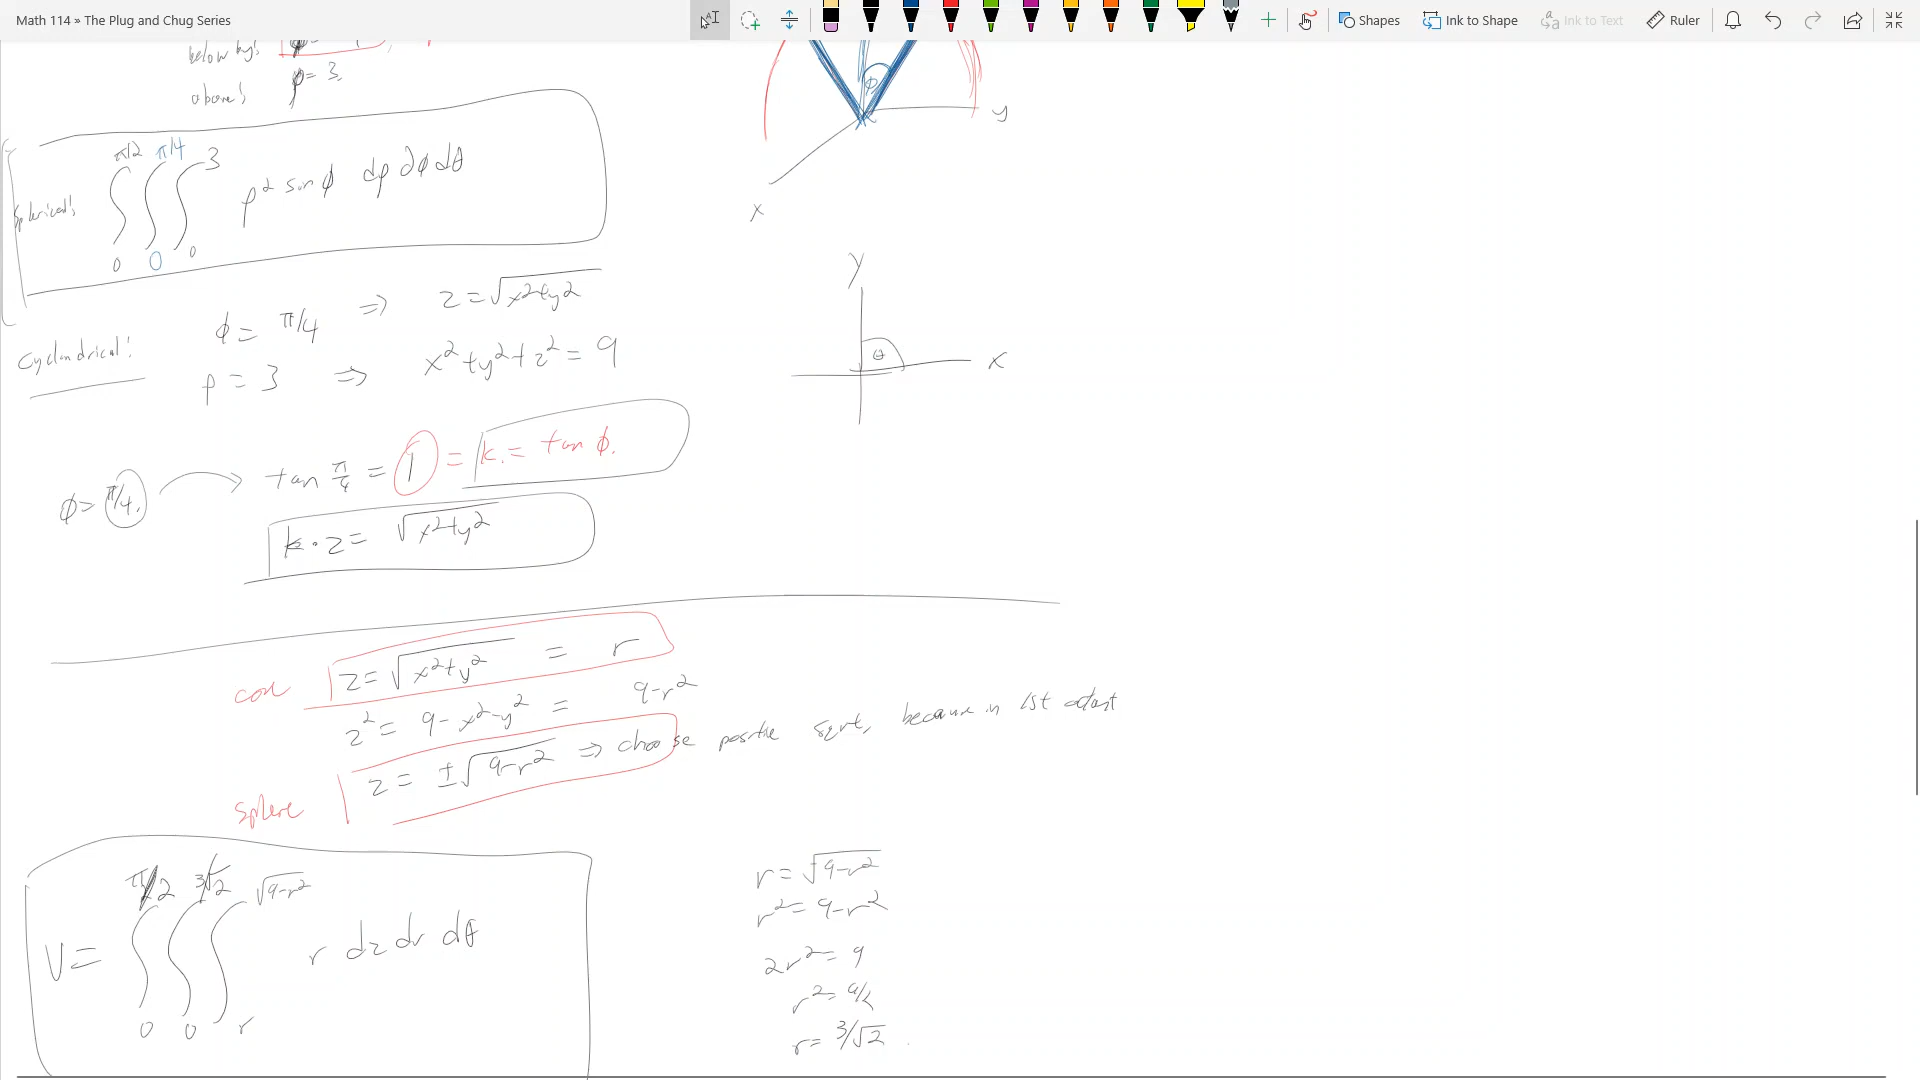 Math 114 » The Plug and Chug Series
Shapes
Ink to Shape
Ink to Text
Ruler
below by:
above: ρ = 3.
φ
y
x
Spherical: ∫₀^{π/2} ∫₀^{π/4} ∫₀^{3} ρ² sin φ dρ dφ dθ
y
θ
x
Cylandrical:
φ = π/4 ⇒ z = √(x²+y²)
ρ = 3 ⇒ x²+y²+z² = 9
φ = π/4. → tan π/4 = 1 = k = tan φ.
k · z = √(x²+y²)
cone z = √(x²+y²) = r
z² = 9 - x² - y² = 9 - r²
sphere z = ±√(9-r²) ⇒ choose positive sqrt, because in 1st octant
V = ∫₀^{π/2} ∫₀^{3/√2} ∫_r^{√(9-r²)} r dz dr dθ
r = √(9-r²)
r² = 9-r²
2r² = 9
r² = 9/2
r = 3/√2